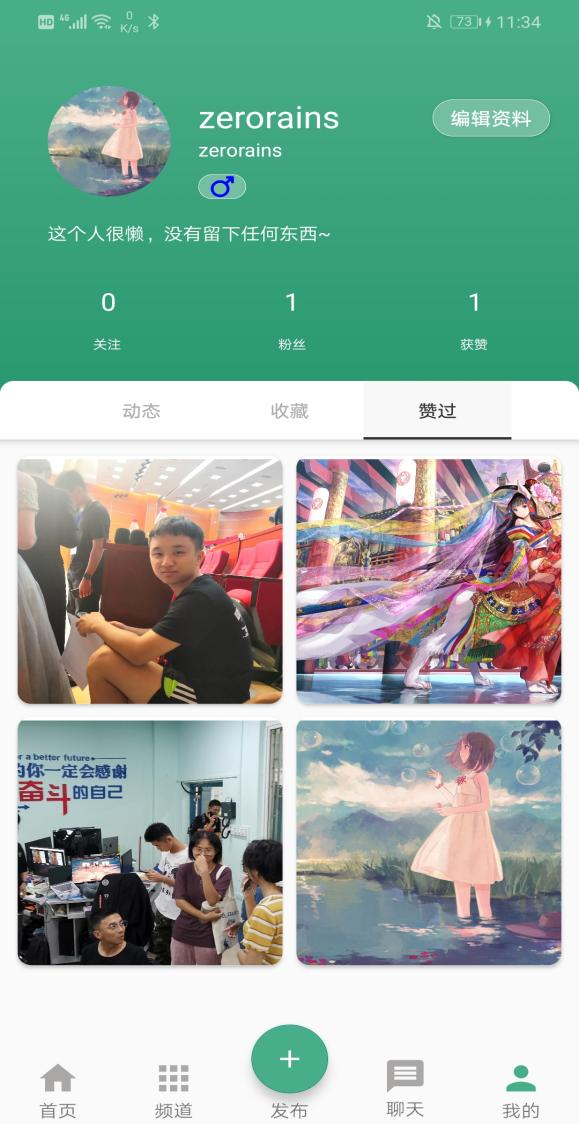 HD 4G 0 K/s 73 11:34
zerorains
编辑资料
zerorains
这个人很懒，没有留下任何东西~
0 1 1
关注 粉丝 获赞
动态 收藏 赞过
r a better future
的你一定会感谢
奋斗的自己
首页 频道 发布 聊天 我的